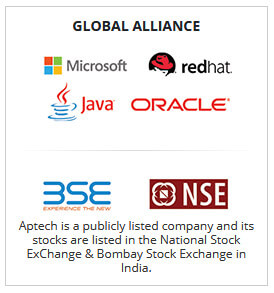 GLOBAL ALLIANCE
Microsoft redhat.
Java ORACLE
BSE NSE
EXPERIENCE THE NEW
Aptech is a publicly listed company and its
stocks are listed in the National Stock
ExChange & Bombay Stock Exchange in
India.